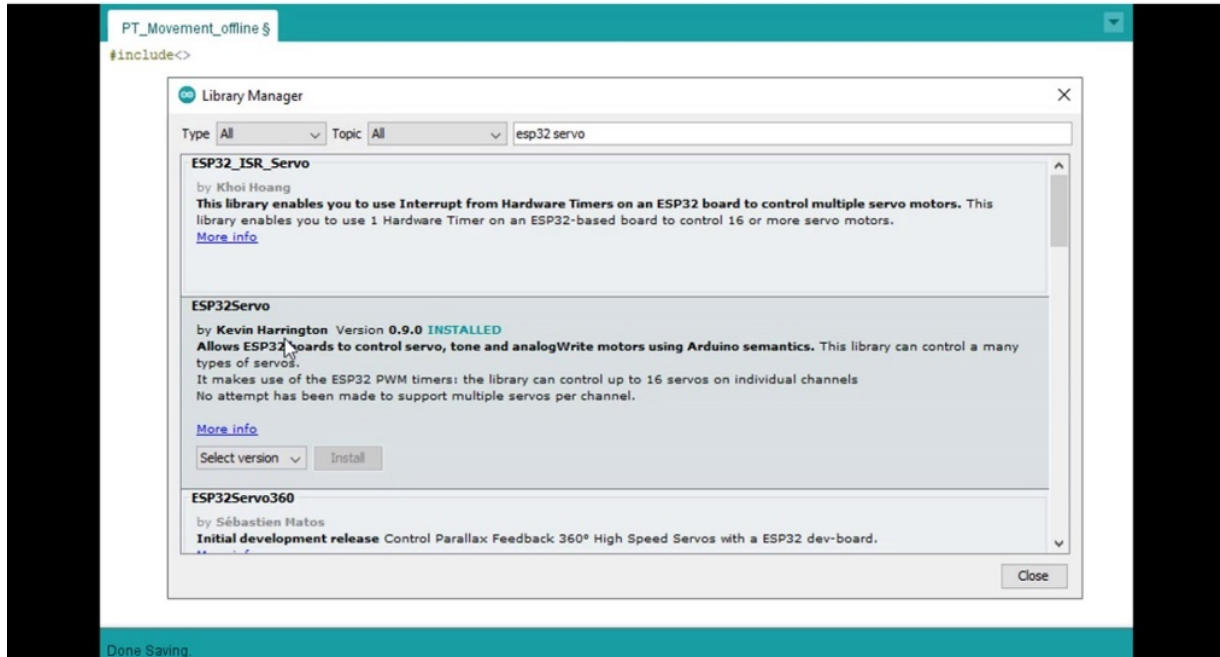 PT_Movement_offline §
#include<>
Library Manager
Type All Topic All esp32 servo
ESP32_ISR_Servo
by Khoi Hoang
This library enables you to use Interrupt from Hardware Timers on an ESP32 board to control multiple servo motors. This
library enables you to use 1 Hardware Timer on an ESP32-based board to control 16 or more servo motors.
More info
ESP32Servo
by Kevin Harrington Version 0.9.0 INSTALLED
Allows ESP32 boards to control servo, tone and analogWrite motors using Arduino semantics. This library can control a many
types of servos.
It makes use of the ESP32 PWM timers: the library can control up to 16 servos on individual channels
No attempt has been made to support multiple servos per channel.
More info
Select version Install
ESP32Servo360
by Sébastien Matos
Initial development release Control Parallax Feedback 360° High Speed Servos with a ESP32 dev-board.
Close
Done Saving.